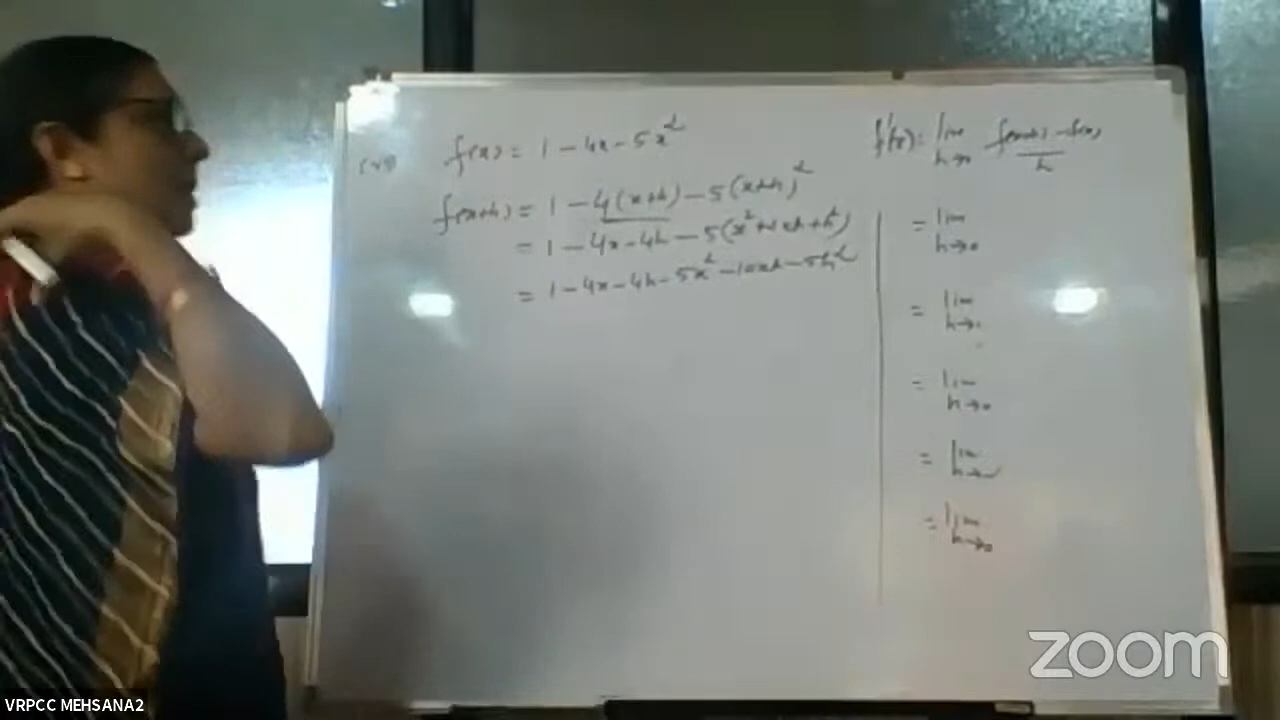 (vi) f(x) = 1 - 4x - 5x²
f(x+h) = 1 - 4(x+h) - 5(x+h)²
= 1 - 4x - 4h - 5(x² + 2xh + h²)
= 1 - 4x - 4h - 5x² - 10xh - 5h²
f'(x) = lim h→0 f(x+h) - f(x) / h
= lim h→0
= lim h→0
= lim h→0
= lim h→0
= lim h→0
zoom
VRPCC MEHSANA2